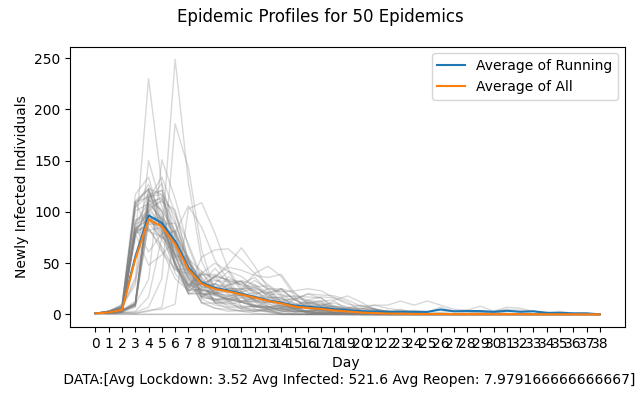 Epidemic Profiles for 50 Epidemics
Average of Running
Average of All
Newly Infected Individuals
250
200
150
100
50
0
0 1 2 3 4 5 6 7 8 9 10 11 12 13 14 15 16 17 18 19 20 21 22 23 24 25 26 27 28 29 30 31 32 33 34 35 36 37 38
Day
DATA:[Avg Lockdown: 3.52 Avg Infected: 521.6 Avg Reopen: 7.979166666666667]